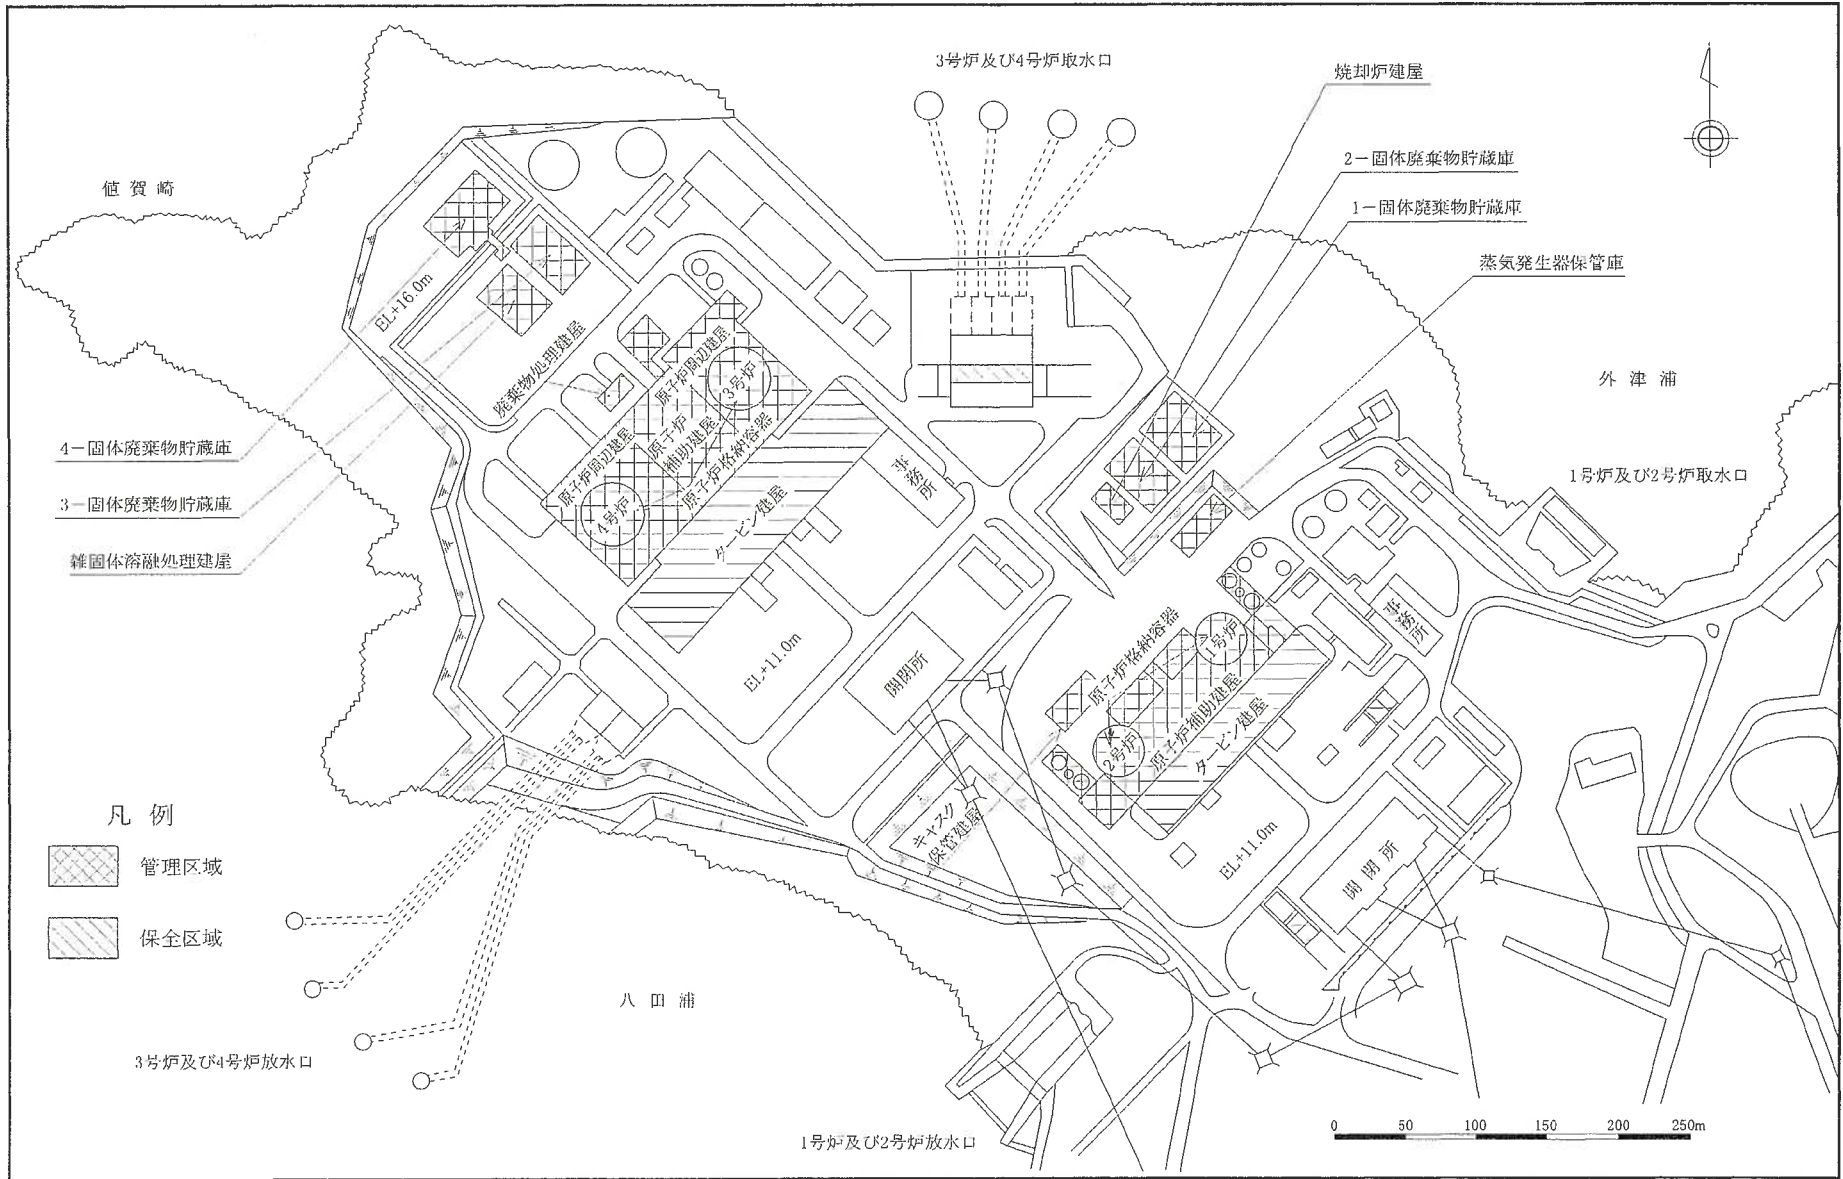 3号炉及び4号炉取水口
焼却炉建屋
2-固体廃棄物貯蔵庫
1-固体廃棄物貯蔵庫
蒸気発生器保管庫
値賀崎
外津浦
EL+16.0m
廃棄物処理建屋
原子炉周辺建屋
3号炉
原子炉
補助建屋
原子炉格納容器
原子炉周辺建屋
4号炉
タービン建屋
事務所
4-固体廃棄物貯蔵庫
3-固体廃棄物貯蔵庫
雑固体溶融処理建屋
1号炉及び2号炉取水口
EL+11.0m
開閉所
原子炉格納容器
1号炉
2号炉
原子炉補助建屋
タービン建屋
事務所
キャスク
保管建屋
EL+11.0m
開閉所
凡例
管理区域
保全区域
八田浦
3号炉及び4号炉放水口
1号炉及び2号炉放水口
0 50 100 150 200 250m